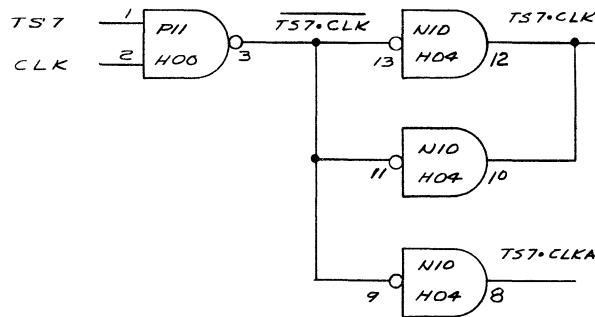 TS7 1 P11 H00 3
CLK 2
TS7•CLK
13 N10 H04 12
TS7•CLK
11 N10 H04 10
9 N10 H04 8
TS7•CLKA